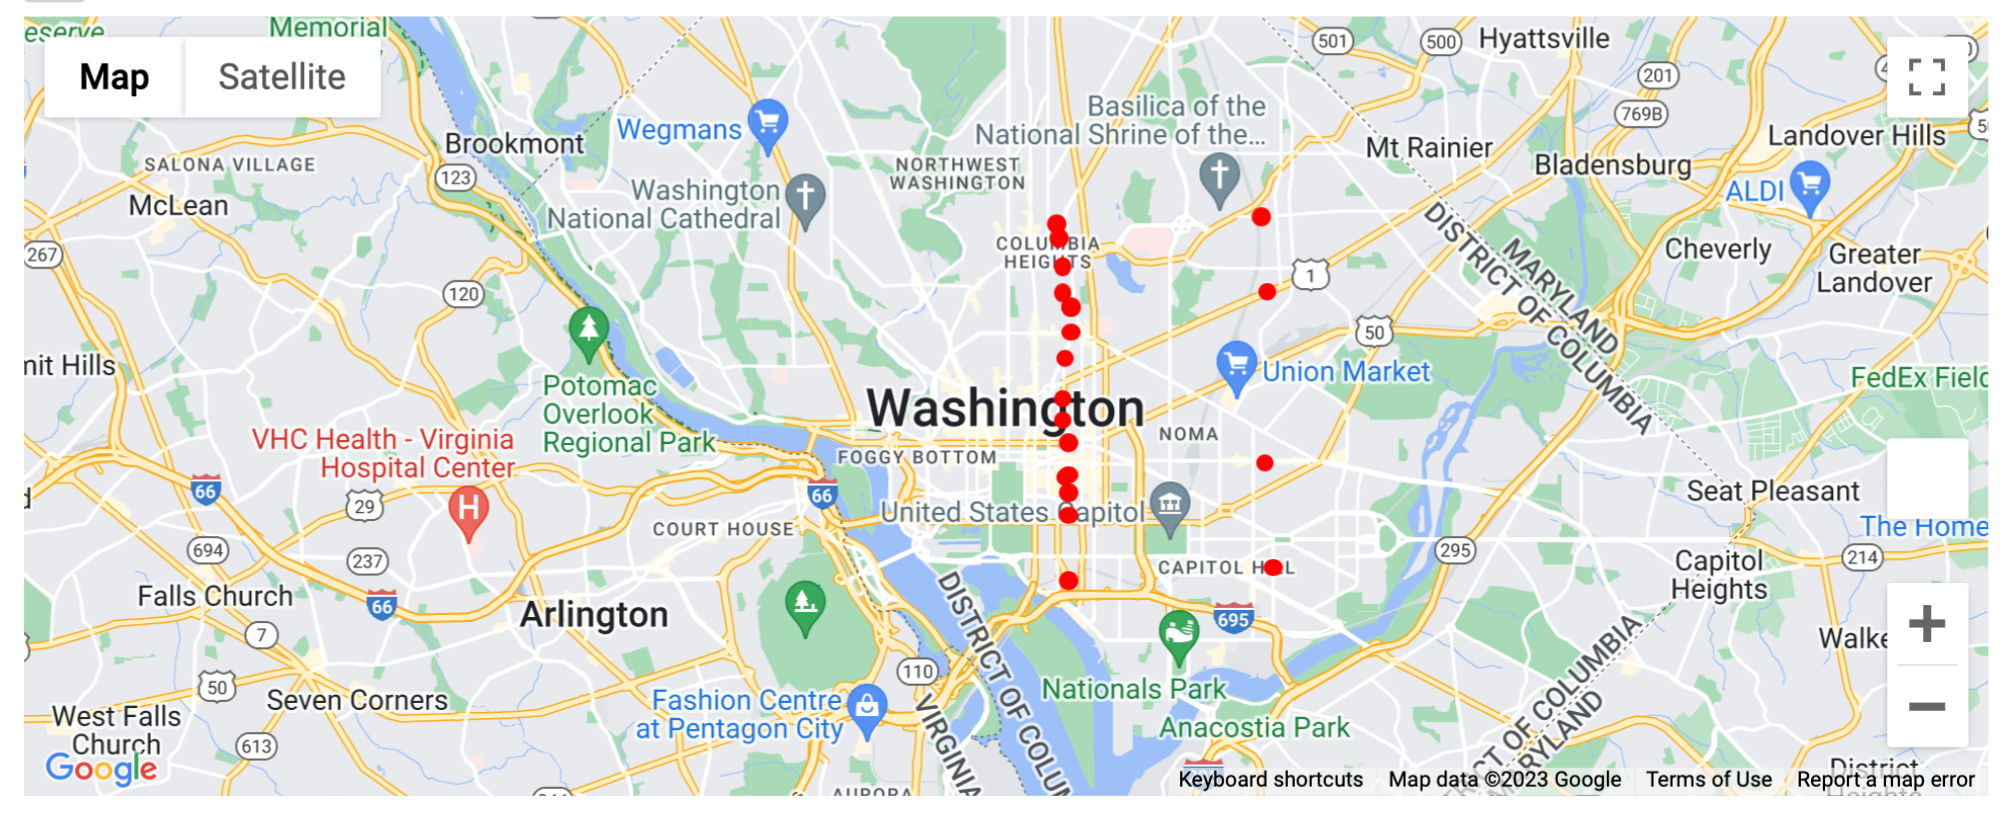 eserve
Memorial
Map
Satellite
501
500
Hyattsville
201
769B
Basilica of the
National Shrine of the...
Wegmans
Brookmont
Mt Rainier
Landover Hills
SALONA VILLAGE
123
NORTHWEST
WASHINGTON
Bladensburg
ALDI
McLean
Washington
National Cathedral
267
COLUMBIA
HEIGHTS
Cheverly
Greater
Landover
MARYLAND
DISTRICT OF COLUMBIA
120
1
50
nit Hills
Union Market
FedEx Field
Potomac
Overlook
Regional Park
Washington
VHC Health - Virginia
Hospital Center
H
NOMA
FOGGY BOTTOM
66
66
29
United States Capitol
Seat Pleasant
COURT HOUSE
The Home
694
237
295
214
CAPITOL HILL
Capitol
Heights
Falls Church
66
Arlington
695
7
DISTRICT OF COLUM
VIRGINIA
110
Walke
50
Seven Corners
Fashion Centre
at Pentagon City
Nationals Park
Anacostia Park
West Falls
Church
613
CT OF COLUMBIA
MARYLAND
Google
AURORA
District
Heights
Keyboard shortcuts
Map data ©2023 Google
Terms of Use
Report a map error